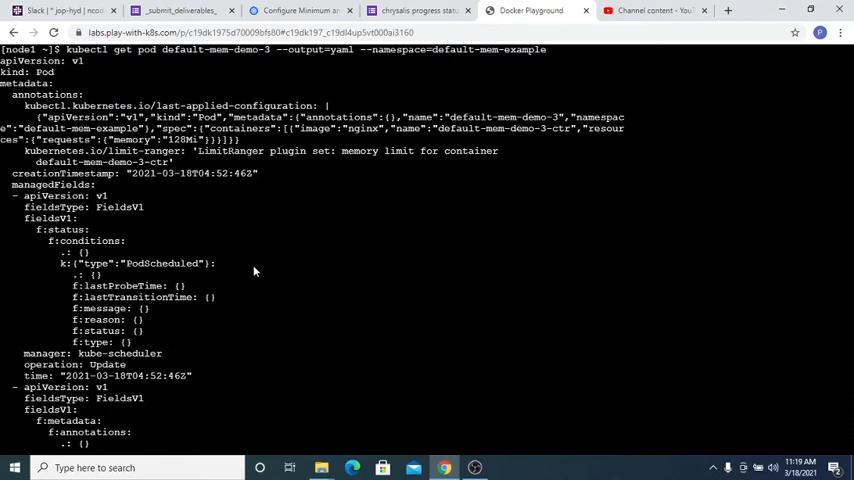 Slack | * jop-hyd | ncode
_submit_deliverables_
Configure Minimum a
chrysalis progress statu
Docker Playground
Channel content - YouT
labs.play-with-k8s.com/p/c19dk1975d70009bfs80#c19dk197_c19dl4up5vt000ai3160
P
[node1 ~]$ kubectl get pod default-mem-demo-3 --output=yaml --namespace=default-mem-example
apiVersion: v1
kind: Pod
metadata:
  annotations:
    kubectl.kubernetes.io/last-applied-configuration: |
      {"apiVersion":"v1","kind":"Pod","metadata":{"annotations":{},"name":"default-mem-demo-3","namespac
e":"default-mem-example"},"spec":{"containers":[{"image":"nginx","name":"default-mem-demo-3-ctr","resour
ces":{"requests":{"memory":"128Mi"}}}]}}
    kubernetes.io/limit-ranger: 'LimitRanger plugin set: memory limit for container
      default-mem-demo-3-ctr'
  creationTimestamp: "2021-03-18T04:52:46Z"
  managedFields:
  - apiVersion: v1
    fieldsType: FieldsV1
    fieldsV1:
      f:status:
        f:conditions:
          .: {}
          k:{"type":"PodScheduled"}:
            .: {}
            f:lastProbeTime: {}
            f:lastTransitionTime: {}
            f:message: {}
            f:reason: {}
            f:status: {}
            f:type: {}
    manager: kube-scheduler
    operation: Update
    time: "2021-03-18T04:52:46Z"
  - apiVersion: v1
    fieldsType: FieldsV1
    fieldsV1:
      f:metadata:
        f:annotations:
          .: {}
Type here to search
11:19 AM
3/18/2021
2